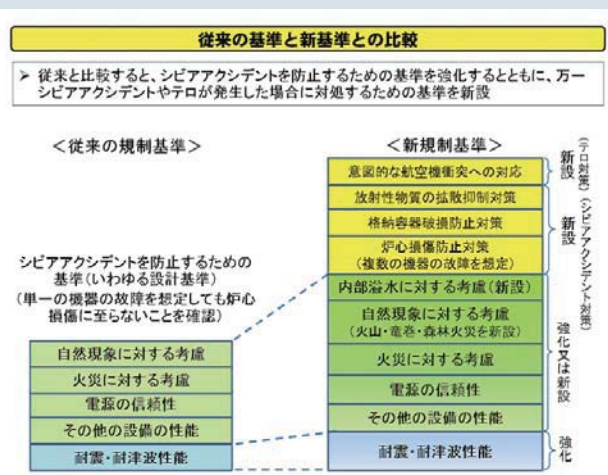 従来の基準と新基準との比較
➢ 従来と比較すると、シビアアクシデントを防止するための基準を強化するとともに、万一
シビアアクシデントやテロが発生した場合に対処するための基準を新設
＜従来の規制基準＞
シビアアクシデントを防止するための
基準(いわゆる設計基準)
(単一の機器の故障を想定しても炉心
損傷に至らないことを確認)
自然現象に対する考慮
火災に対する考慮
電源の信頼性
その他の設備の性能
耐震・耐津波性能
＜新規制基準＞
意図的な航空機衝突への対応
放射性物質の拡散抑制対策
格納容器破損防止対策
炉心損傷防止対策
(複数の機器の故障を想定)
内部溢水に対する考慮(新設)
自然現象に対する考慮
(火山・竜巻・森林火災を新設)
火災に対する考慮
電源の信頼性
その他の設備の性能
耐震・耐津波性能
新設
(テロ対策)
新設
(シビアアクシデント対策)
強化又は新設
強化